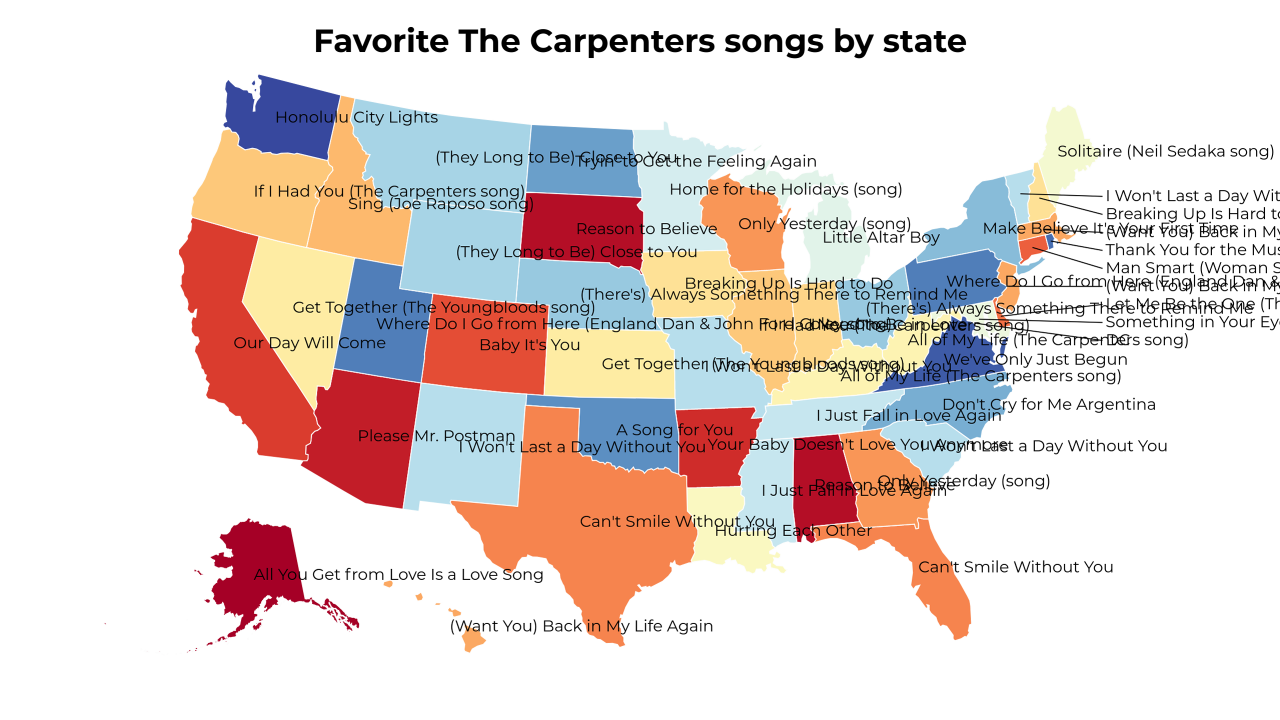 Favorite The Carpenters songs by state
Honolulu City Lights
Solitaire (Neil Sedaka song)
(They Long to Be) Close to You
Tryin' to Get the Feeling Again
Home for the Holidays (song)
If I Had You (The Carpenters song)
Sing (Joe Raposo song)
I Won't Last a Day Wit
Breaking Up Is Hard to
Only Yesterday (song)
Reason to Believe
Make Believe It's Your First Time
(Want You) Back in My
Little Altar Boy
Thank You for the Mus
(They Long to Be) Close to You
Man Smart (Woman S
Breaking Up Is Hard to Do
Where Do I Go from Here (England Dan &
(Want You) Back in My
(There's) Always Something There to Remind Me
Let Me Be the One (Th
Get Together (The Youngbloods song)
(There's) Always Something There to Remind Me
Something in Your Eye
Where Do I Go from Here (England Dan & John Ford Coley song)
If I Had You (The Carpenters song)
DC
All of My Life (The Carpenters song)
Our Day Will Come
Baby It's You
We've Only Just Begun
Get Together (The Youngbloods song)
I Won't Last a Day Without You
All of My Life (The Carpenters song)
Don't Cry for Me Argentina
I Just Fall in Love Again
A Song for You
Please Mr. Postman
I Won't Last a Day Without You
Your Baby Doesn't Love You Anymore
I Won't Last a Day Without You
Only Yesterday (song)
Reason to Believe
I Just Fall in Love Again
Can't Smile Without You
Hurting Each Other
Can't Smile Without You
All You Get from Love Is a Love Song
(Want You) Back in My Life Again